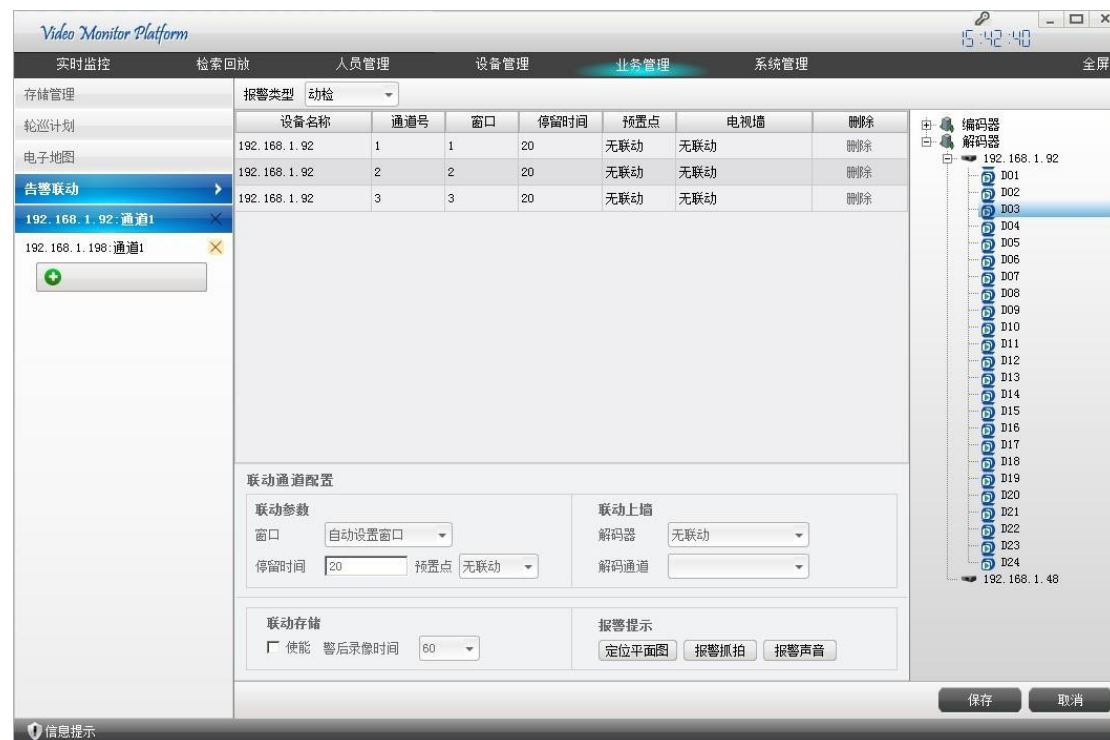 Video Monitor Platform
15:42:40
实时监控 检索回放 人员管理 设备管理 业务管理 系统管理 全屏
存储管理
轮巡计划
电子地图
告警联动
192.168.1.92:通道1
192.168.1.198:通道1
报警类型 动检
设备名称 通道号 窗口 停留时间 预置点 电视墙 删除
192.168.1.92 1 1 20 无联动 无联动 删除
192.168.1.92 2 2 20 无联动 无联动 删除
192.168.1.92 3 3 20 无联动 无联动 删除
联动通道配置
联动参数
窗口 自动设置窗口
停留时间 20 预置点 无联动
联动上墙
解码器 无联动
解码通道
联动存储
使能 警后录像时间 60
报警提示
定位平面图 报警抓拍 报警声音
编码器
解码器
192.168.1.92
D01
D02
D03
D04
D05
D06
D07
D08
D09
D10
D11
D12
D13
D14
D15
D16
D17
D18
D19
D20
D21
D22
D23
D24
192.168.1.48
保存 取消
信息提示